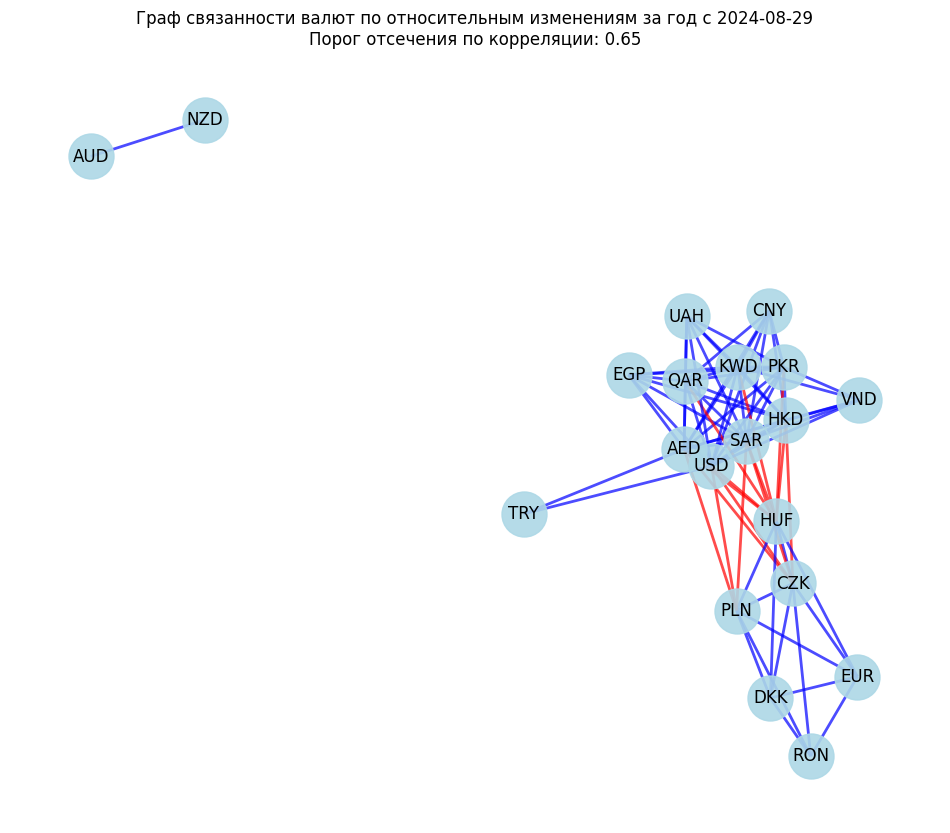 Граф связанности валют по относительным изменениям за год с 2024-08-29
Порог отсечения по корреляции: 0.65
NZD
AUD
CNY
UAH
KWD
PKR
EGP
QAR
VND
HKD
SAR
AED
USD
TRY
HUF
CZK
PLN
EUR
DKK
RON